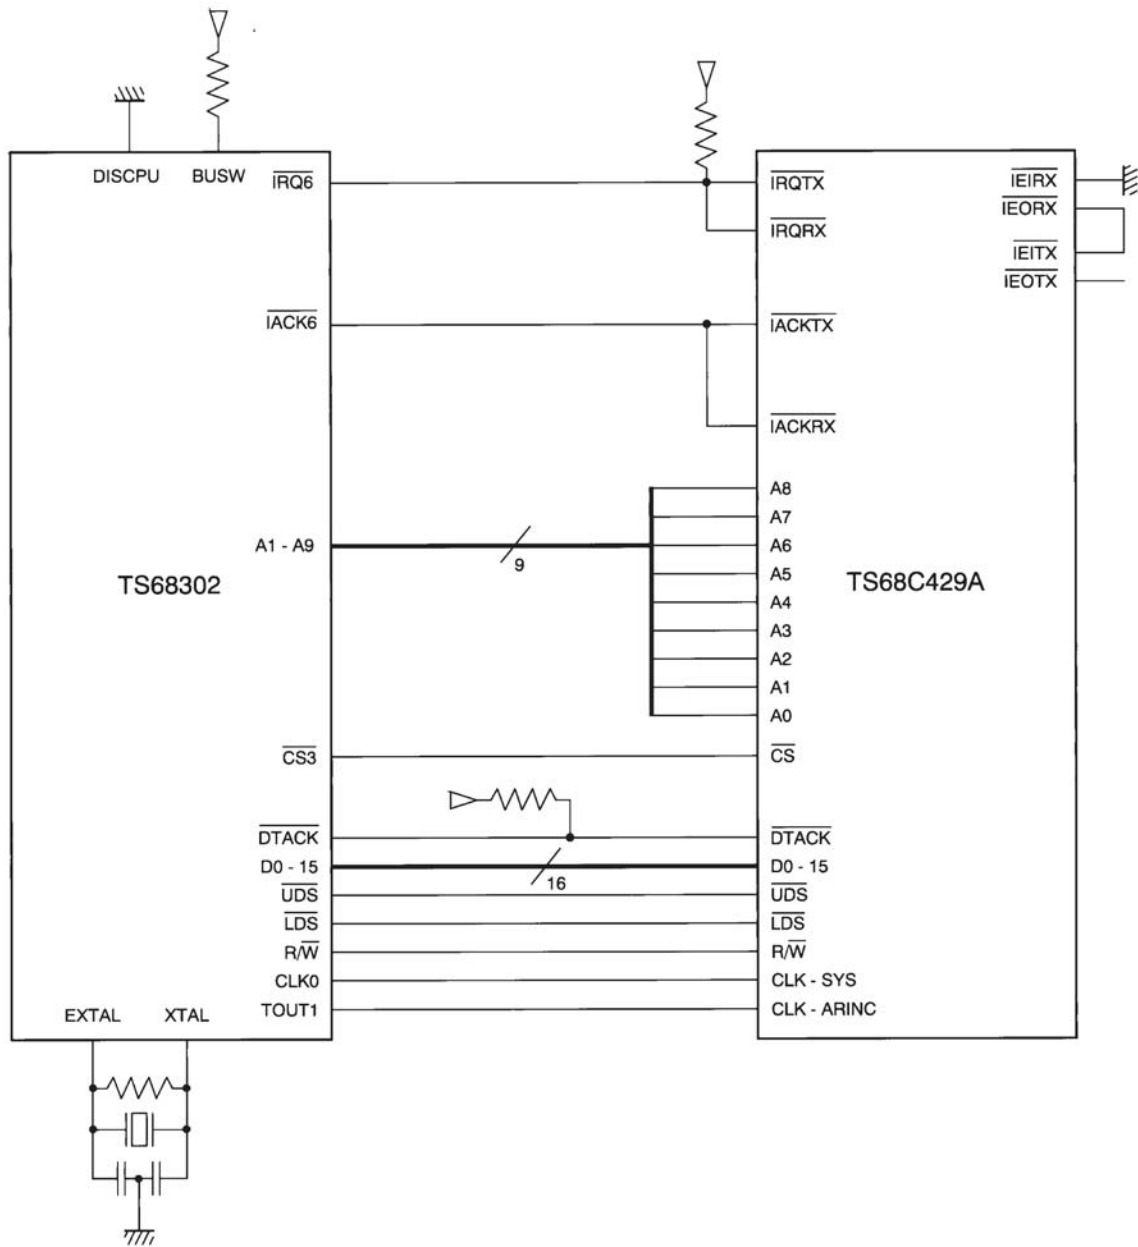 DISCPU BUSW
IRQ6
IACK6
A1 - A9
TS68302
CS3
DTACK
D0 - 15
UDS
LDS
R/W
CLK0
TOUT1
EXTAL XTAL
9
16
IRQTX
IRQRX
IACKTX
IACKRX
A8
A7
A6
A5
A4
A3
A2
A1
A0
CS
DTACK
D0 - 15
UDS
LDS
R/W
CLK - SYS
CLK - ARINC
TS68C429A
IEIRX
IEORX
IEITX
IEOTX